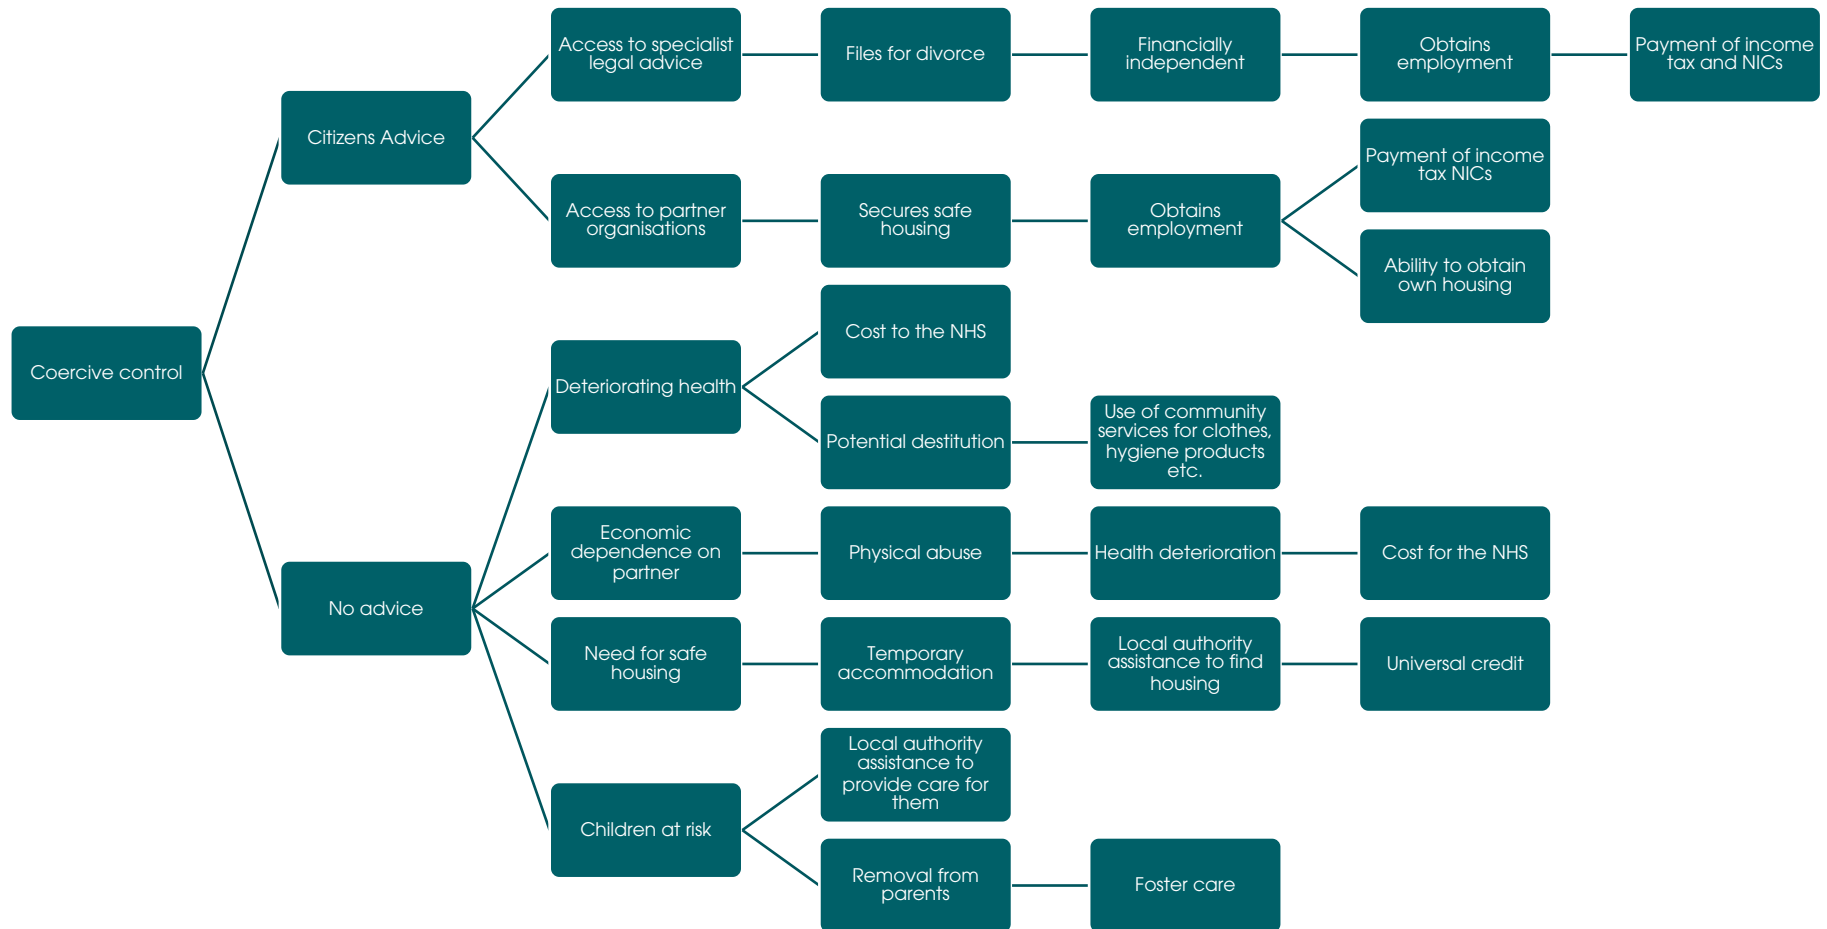 Access to specialist
legal advice
Files for divorce
Financially
independent
Obtains
employment
Payment of income
tax and NICs
Citizens Advice
Payment of income
tax NICs
Access to partner
organisations
Secures safe
housing
Obtains
employment
Ability to obtain
own housing
Coercive control
Cost to the NHS
Deteriorating health
Potential destitution
Use of community
services for clothes,
hygiene products
etc.
Economic
dependence on
partner
Physical abuse
Health deterioration
Cost for the NHS
No advice
Need for safe
housing
Temporary
accommodation
Local authority
assistance to find
housing
Universal credit
Local authority
assistance to
provide care for
them
Children at risk
Removal from
parents
Foster care